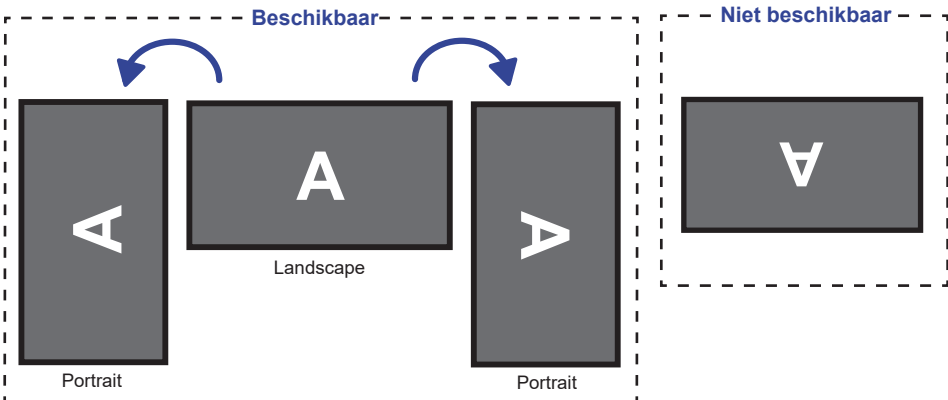 Beschikbaar
Niet beschikbaar
A
A
A
A
Landscape
Portrait
Portrait